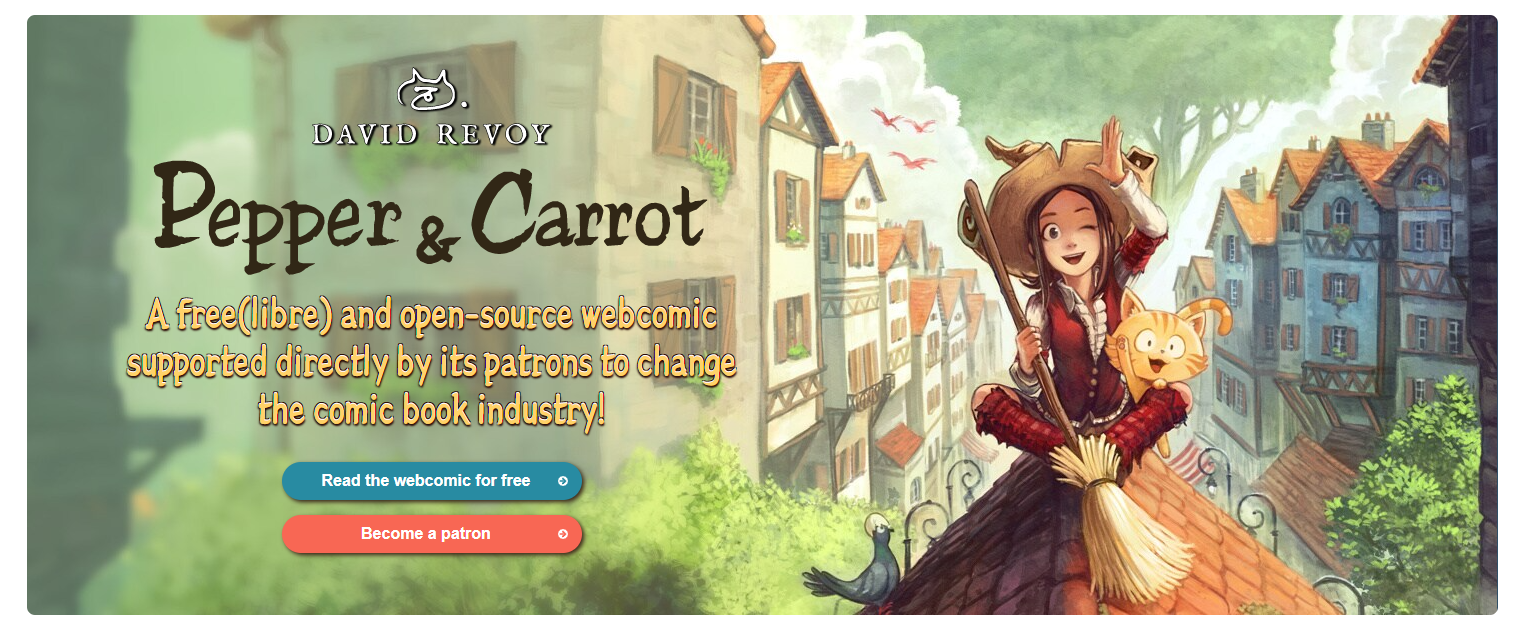 DAVID REVOY
Pepper & Carrot
A free(libre) and open-source webcomic
supported directly by its patrons to change
the comic book industry!
Read the webcomic for free
Become a patron